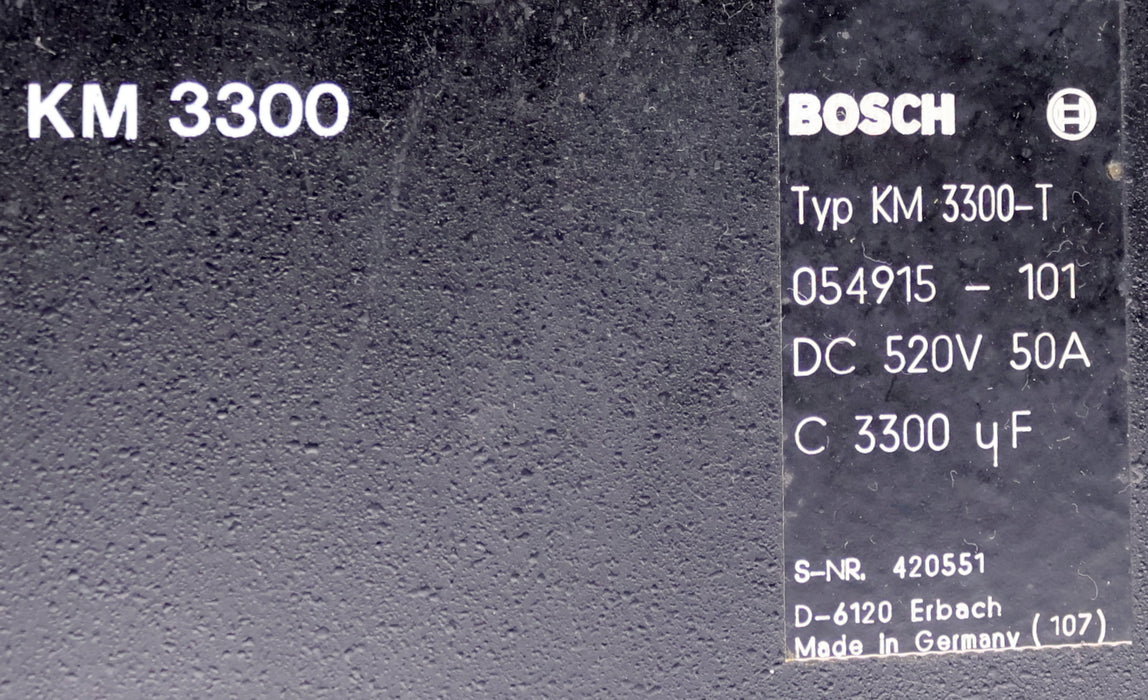 KM 3300
BOSCH
Typ KM 3300-T
054915 - 101
DC 520V 50A
C 3300 yF
S-NR. 420551
D-6120 Erbach
Made in Germany (107)